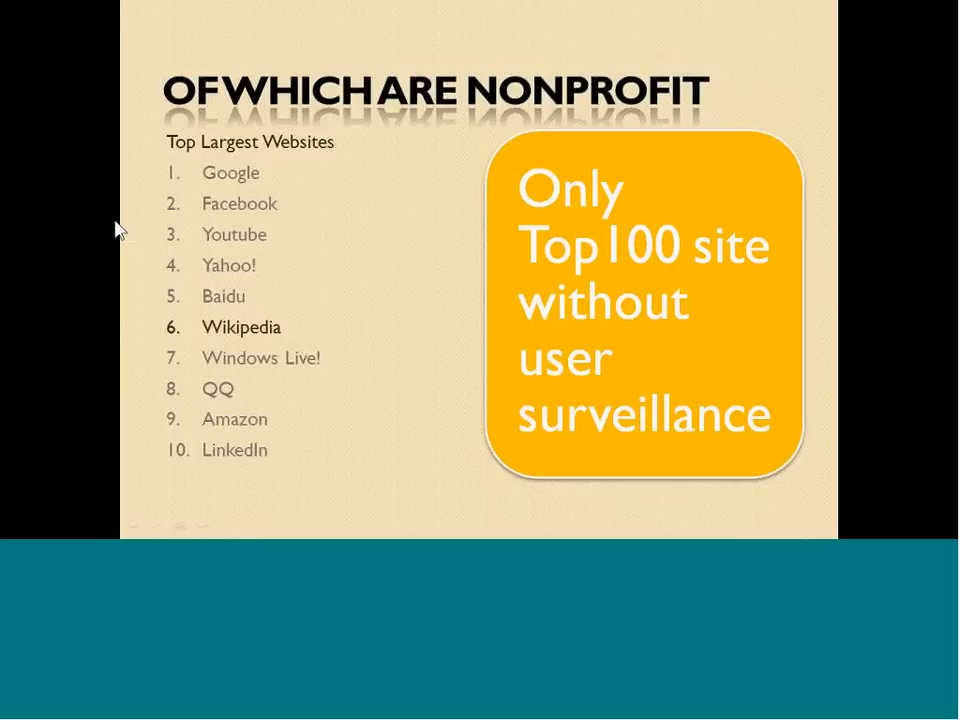 OF WHICH ARE NONPROFIT
Top Largest Websites
1. Google
2. Facebook
3. Youtube
4. Yahoo!
5. Baidu
6. Wikipedia
7. Windows Live!
8. QQ
9. Amazon
10. LinkedIn
Only
Top100 site
without
user
surveillance